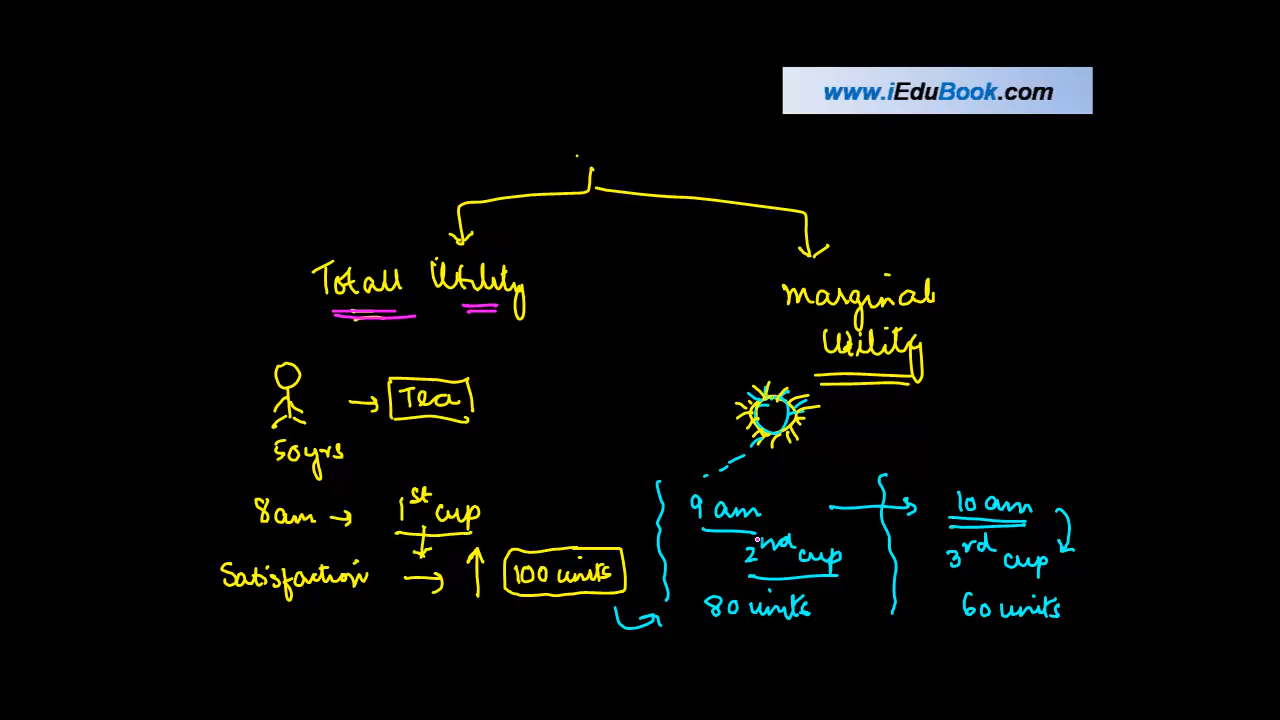 www.iEduBook.com
Total Utility
marginal
Utility
Tea
50yrs
8am → 1st cup
9 am
10 am
2nd cup
3rd cup
Satisfaction → ↑ 100 units
80 units
60 units